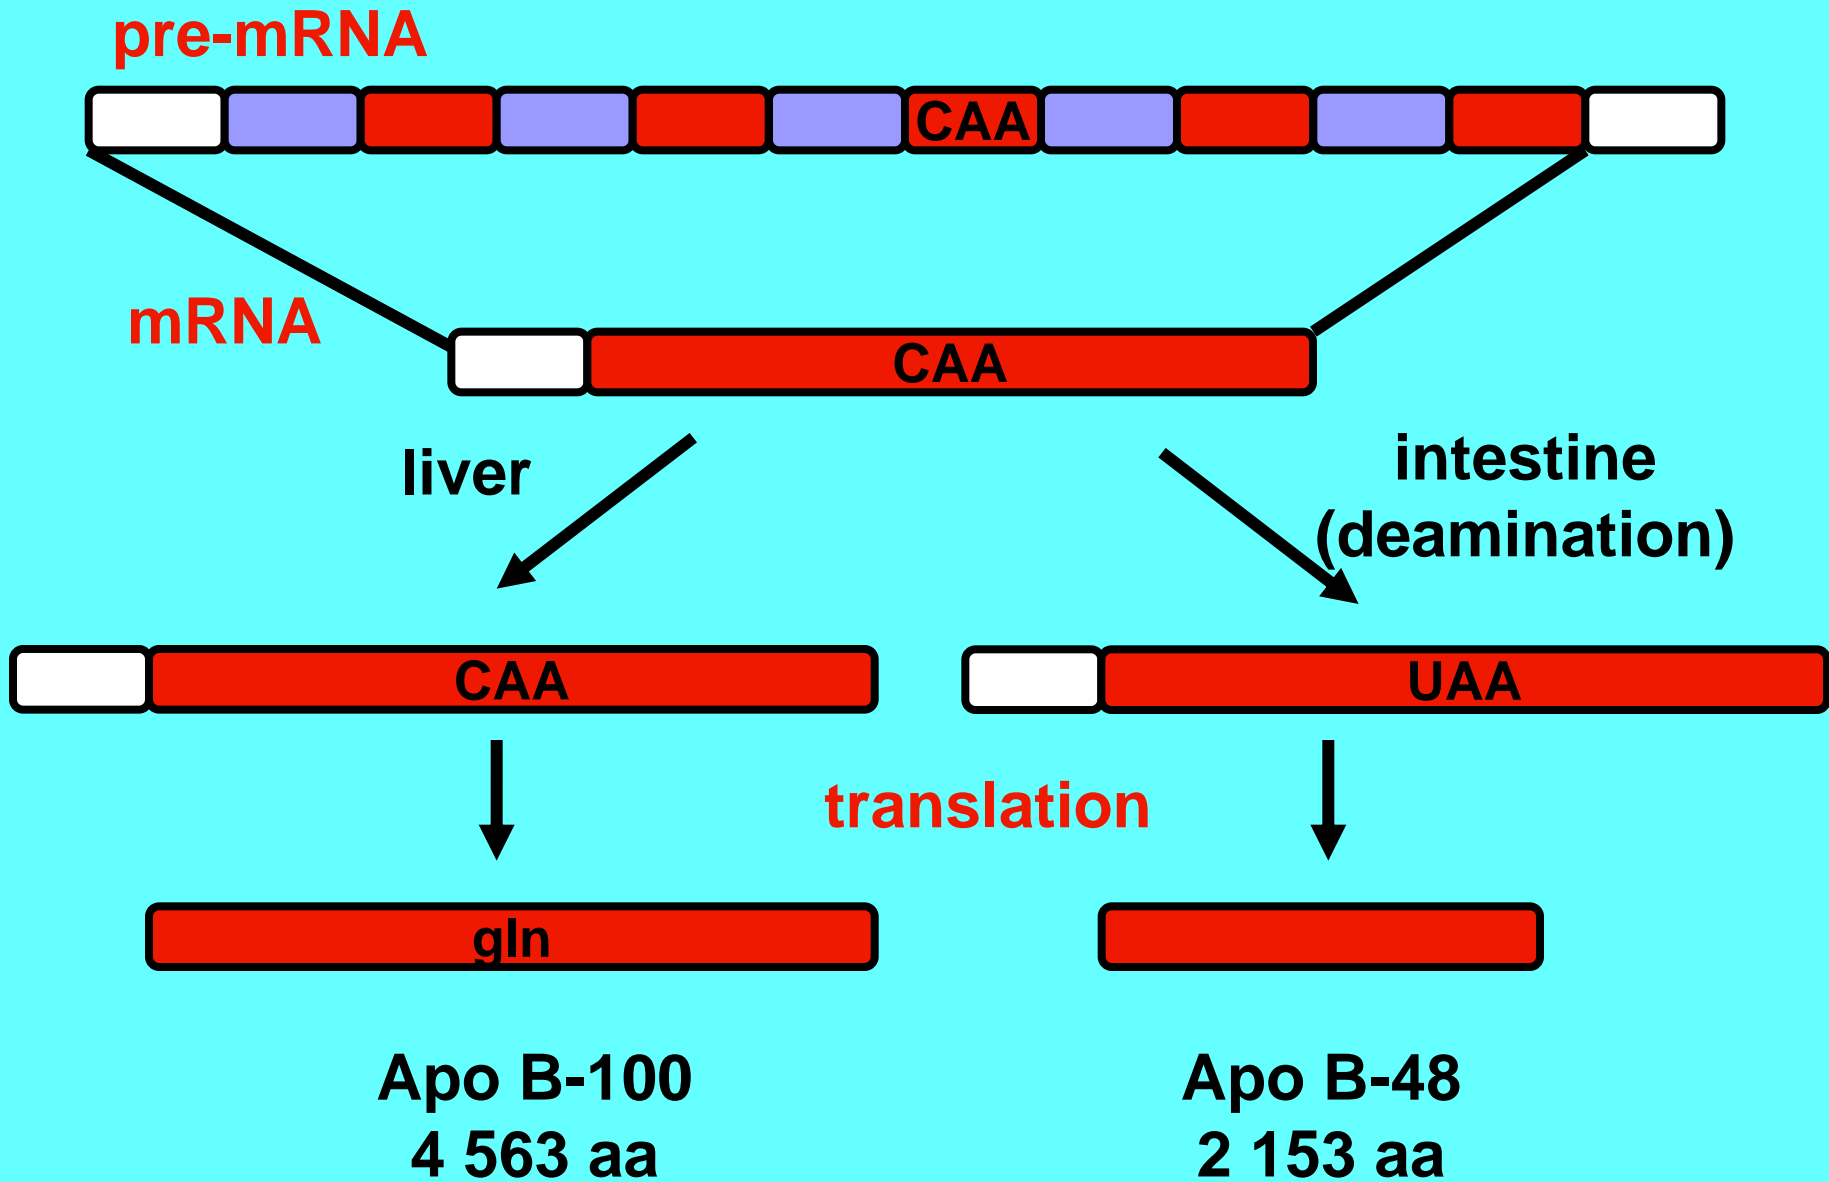 pre-mRNA
CAA
mRNA
CAA
liver
intestine
(deamination)
CAA
UAA
translation
gln
Apo B-100
4 563 aa
Apo B-48
2 153 aa